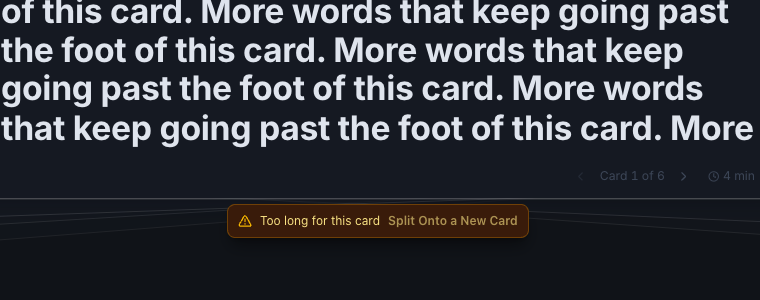 of this card. More words that keep going past
the foot of this card. More words that keep
going past the foot of this card. More words
that keep going past the foot of this card. More
Card 1 of 6
4 min
Too long for this card Split Onto a New Card